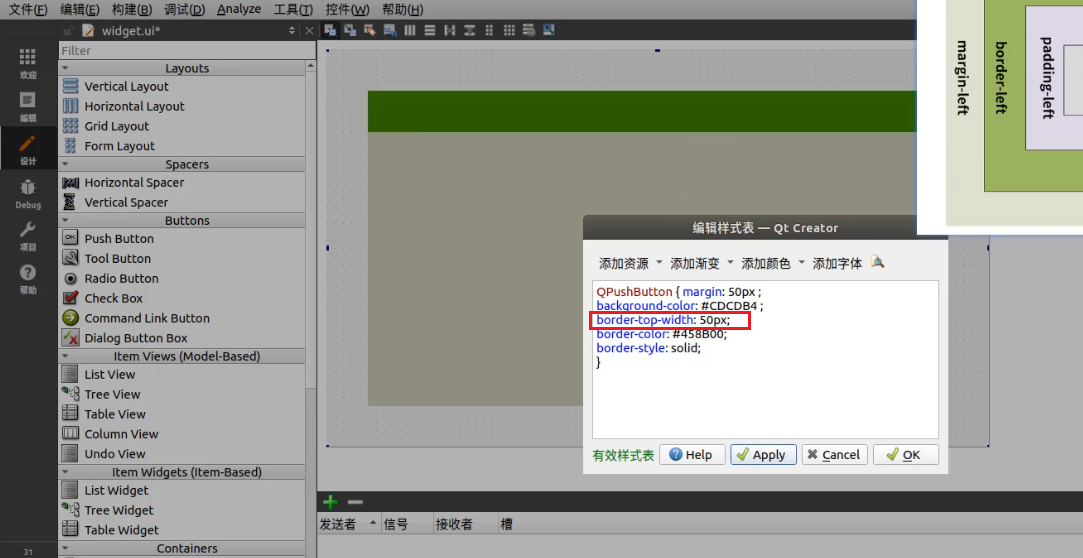 文件(F) 编辑(E) 构建(B) 调试(D) Analyze 工具(T) 控件(W) 帮助(H)
widget.ui*
Filter
欢迎
编辑
设计
Debug
项目
帮助
31
Layouts
Vertical Layout
Horizontal Layout
Grid Layout
Form Layout
Spacers
Horizontal Spacer
Vertical Spacer
Buttons
OK
Push Button
Tool Button
Radio Button
Check Box
Command Link Button
Dialog Button Box
Item Views (Model-Based)
List View
Tree View
Table View
Column View
Undo View
Item Widgets (Item-Based)
List Widget
Tree Widget
Table Widget
Containers
margin-left
border-left
padding-left
编辑样式表 — Qt Creator
添加资源 添加渐变 添加颜色 添加字体
QPushButton { margin: 50px ;
background-color: #CDCDB4 ;
border-top-width: 50px;
border-color: #458B00;
border-style: solid;
}
有效样式表 Help Apply Cancel OK
发送者 信号 接收者 槽